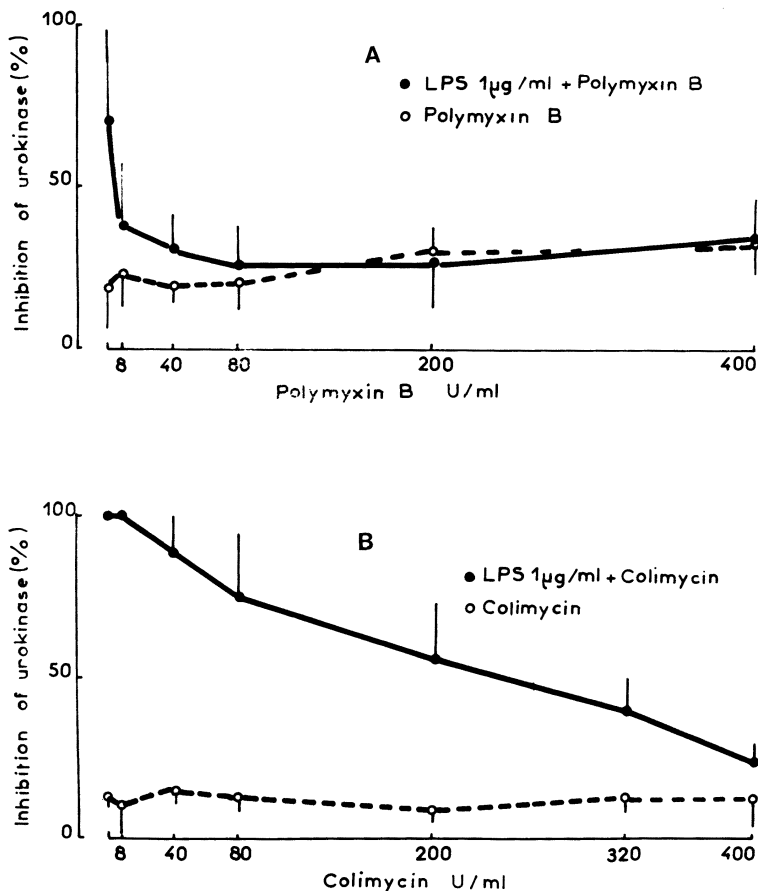 100
50
0
Inhibition of urokinase (%)
A
● LPS 1µg/ml + Polymyxin B
○ Polymyxin B
8 40 80 200 400
Polymyxin B U/ml
100
50
0
Inhibition of urokinase (%)
B
● LPS 1µg/ml + Colimycin
○ Colimycin
8 40 80 200 320 400
Colimycin U/ml